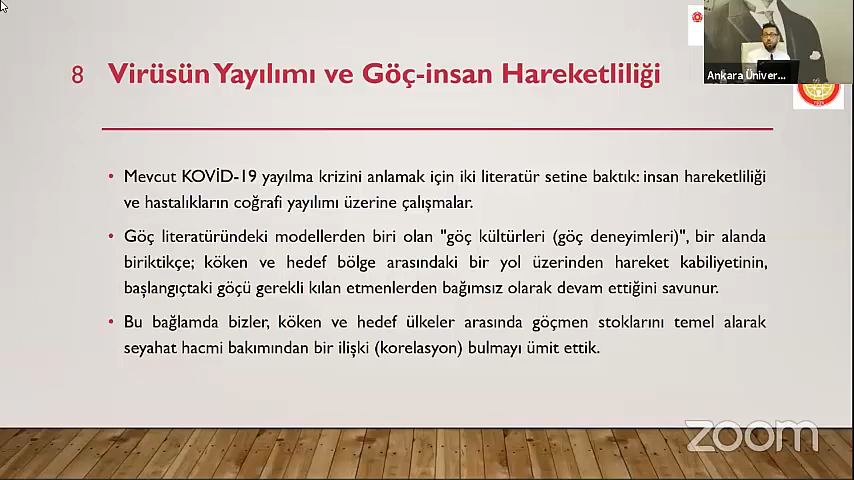 8 Virüsün Yayılımı ve Göç-insan Hareketliliği
Ankara Üniver...
• Mevcut KOVİD-19 yayılma krizini anlamak için iki literatür setine baktık: insan hareketliliği
ve hastalıkların coğrafi yayılımı üzerine çalışmalar.
• Göç literatüründeki modellerden biri olan "göç kültürleri (göç deneyimleri)", bir alanda
biriktikçe; köken ve hedef bölge arasındaki bir yol üzerinden hareket kabiliyetinin,
başlangıçtaki göçü gerekli kılan etmenlerden bağımsız olarak devam ettiğini savunur.
• Bu bağlamda bizler, köken ve hedef ülkeler arasında göçmen stoklarını temel alarak
seyahat hacmi bakımından bir ilişki (korelasyon) bulmayı ümit ettik.
zoom